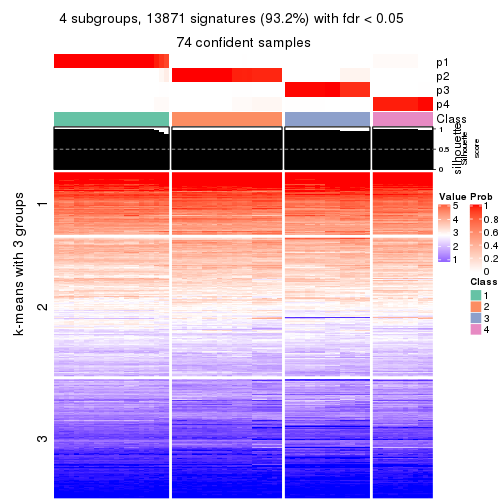 4 subgroups, 13871 signatures (93.2%) with fdr < 0.05
74 confident samples
p1
p2
p3
p4
Class
1
0.5
0
silhouette
Silhouette
score
k-means with 3 groups
1
2
3
Value
5
4
3
2
1
Prob
1
0.8
0.6
0.4
0.2
0
Class
1
2
3
4